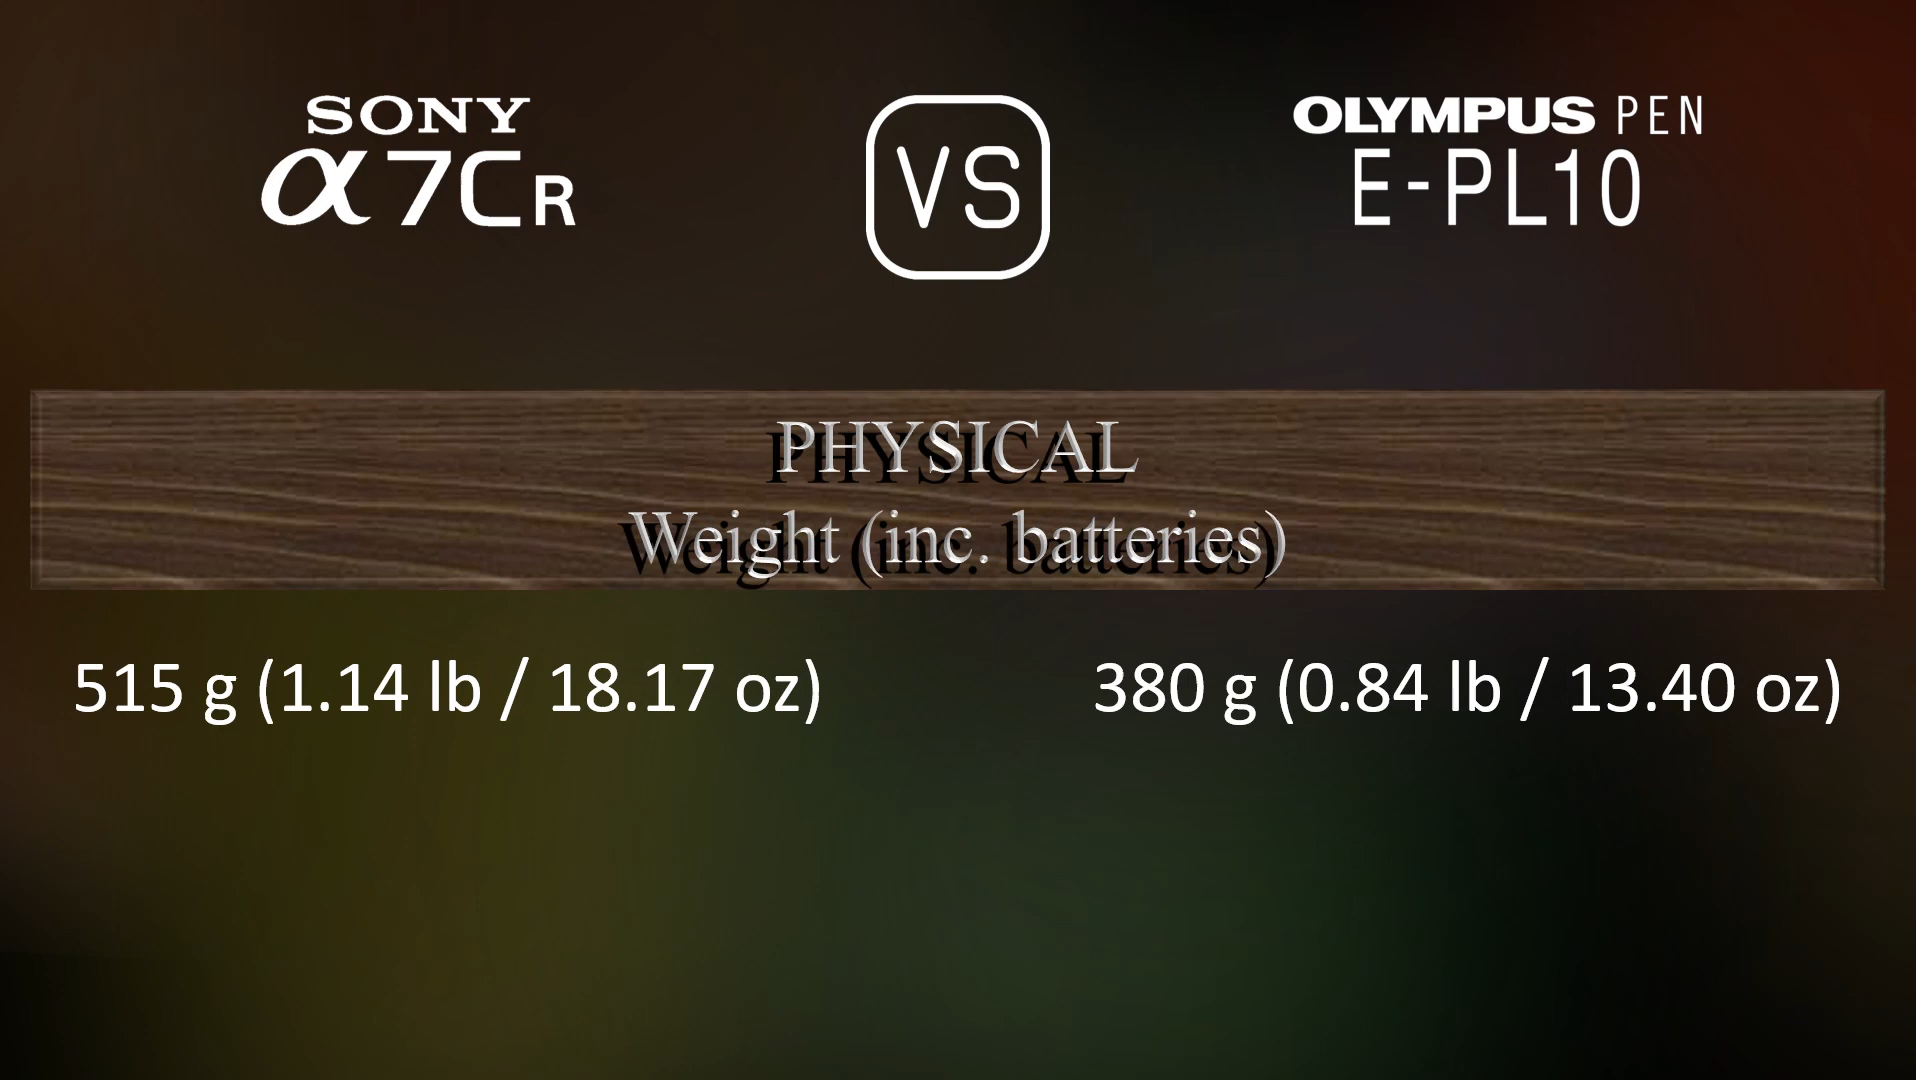 SONY
α7CR
VS
OLYMPUS PEN
E-PL10
PHYSICAL
Weight (inc. batteries)
515 g (1.14 lb / 18.17 oz)
380 g (0.84 lb / 13.40 oz)